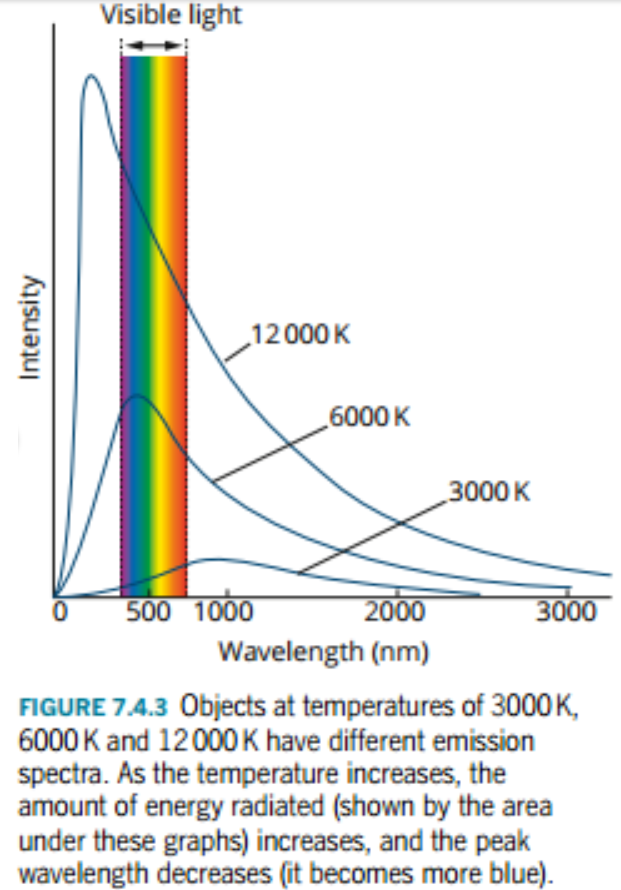 Visible light
Intensity
12 000 K
6000 K
3000 K
0 500 1000 2000 3000
Wavelength (nm)
FIGURE 7.4.3 Objects at temperatures of 3000 K,
6000 K and 12 000 K have different emission
spectra. As the temperature increases, the
amount of energy radiated (shown by the area
under these graphs) increases, and the peak
wavelength decreases (it becomes more blue).